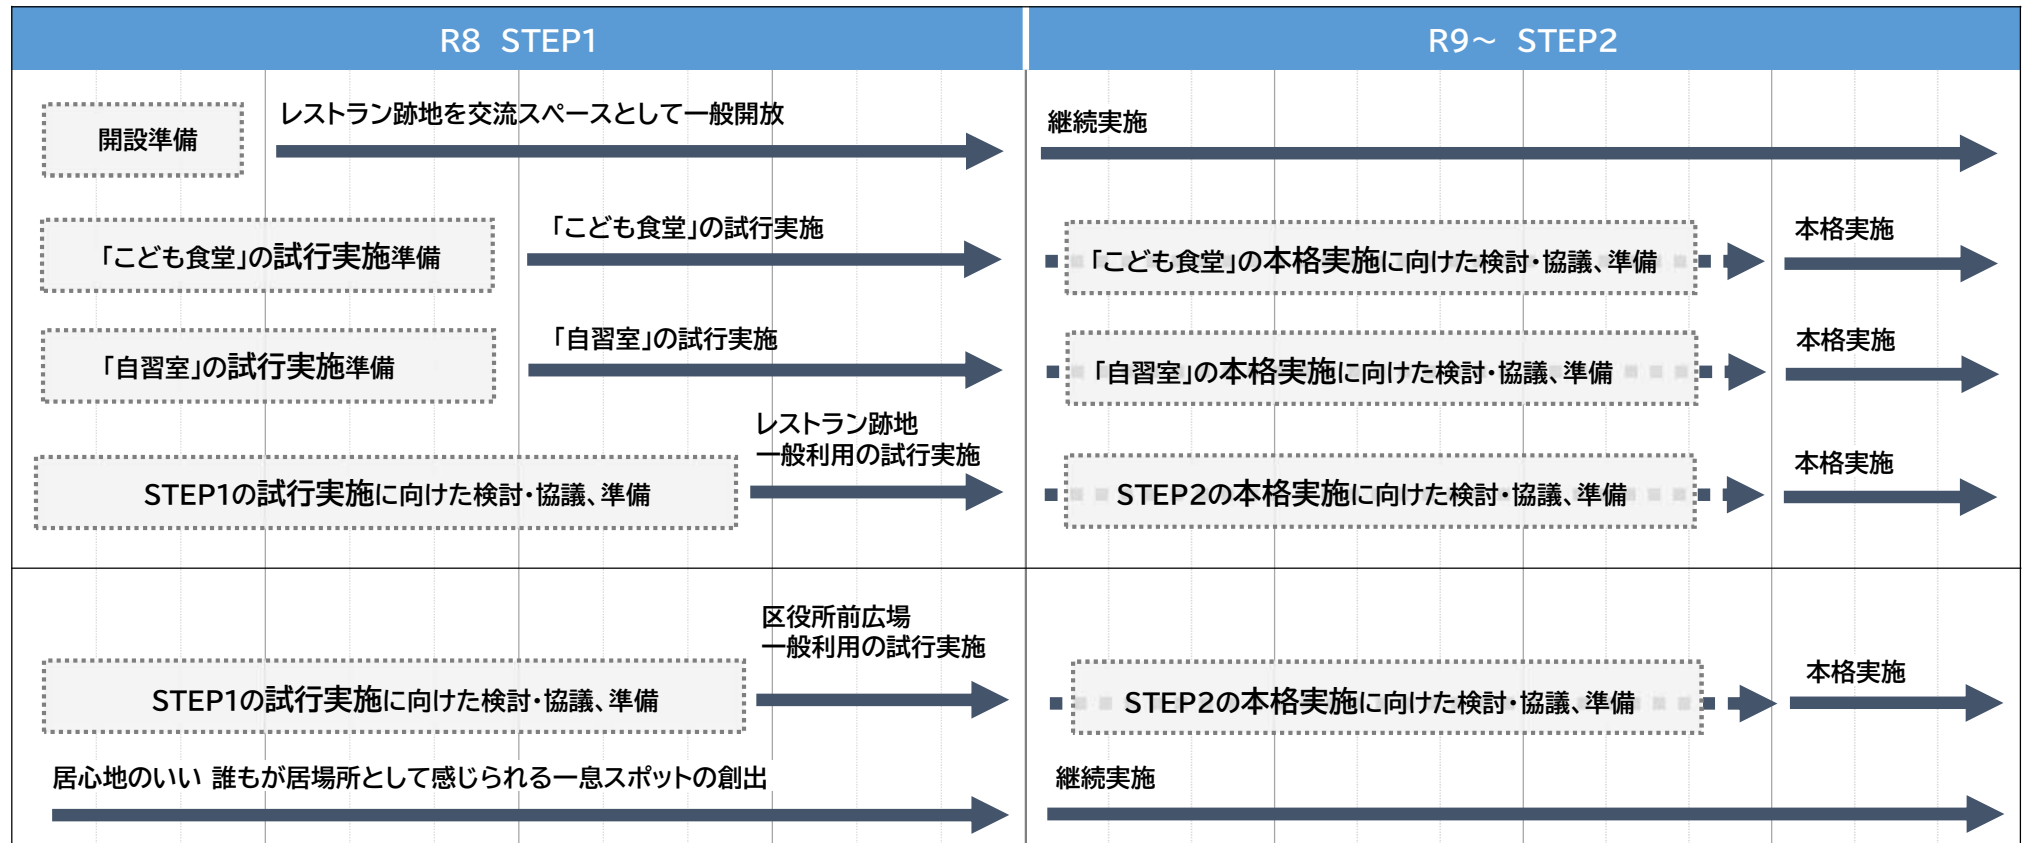 R8 STEP1
R9～ STEP2
開設準備
レストラン跡地を交流スペースとして一般開放
継続実施
「こども食堂」の試行実施準備
「こども食堂」の試行実施
「こども食堂」の本格実施に向けた検討・協議、準備
本格実施
「自習室」の試行実施準備
「自習室」の試行実施
「自習室」の本格実施に向けた検討・協議、準備
本格実施
STEP1の試行実施に向けた検討・協議、準備
レストラン跡地
一般利用の試行実施
STEP2の本格実施に向けた検討・協議、準備
本格実施
STEP1の試行実施に向けた検討・協議、準備
区役所前広場
一般利用の試行実施
STEP2の本格実施に向けた検討・協議、準備
本格実施
居心地のいい 誰もが居場所として感じられる一息スポットの創出
継続実施